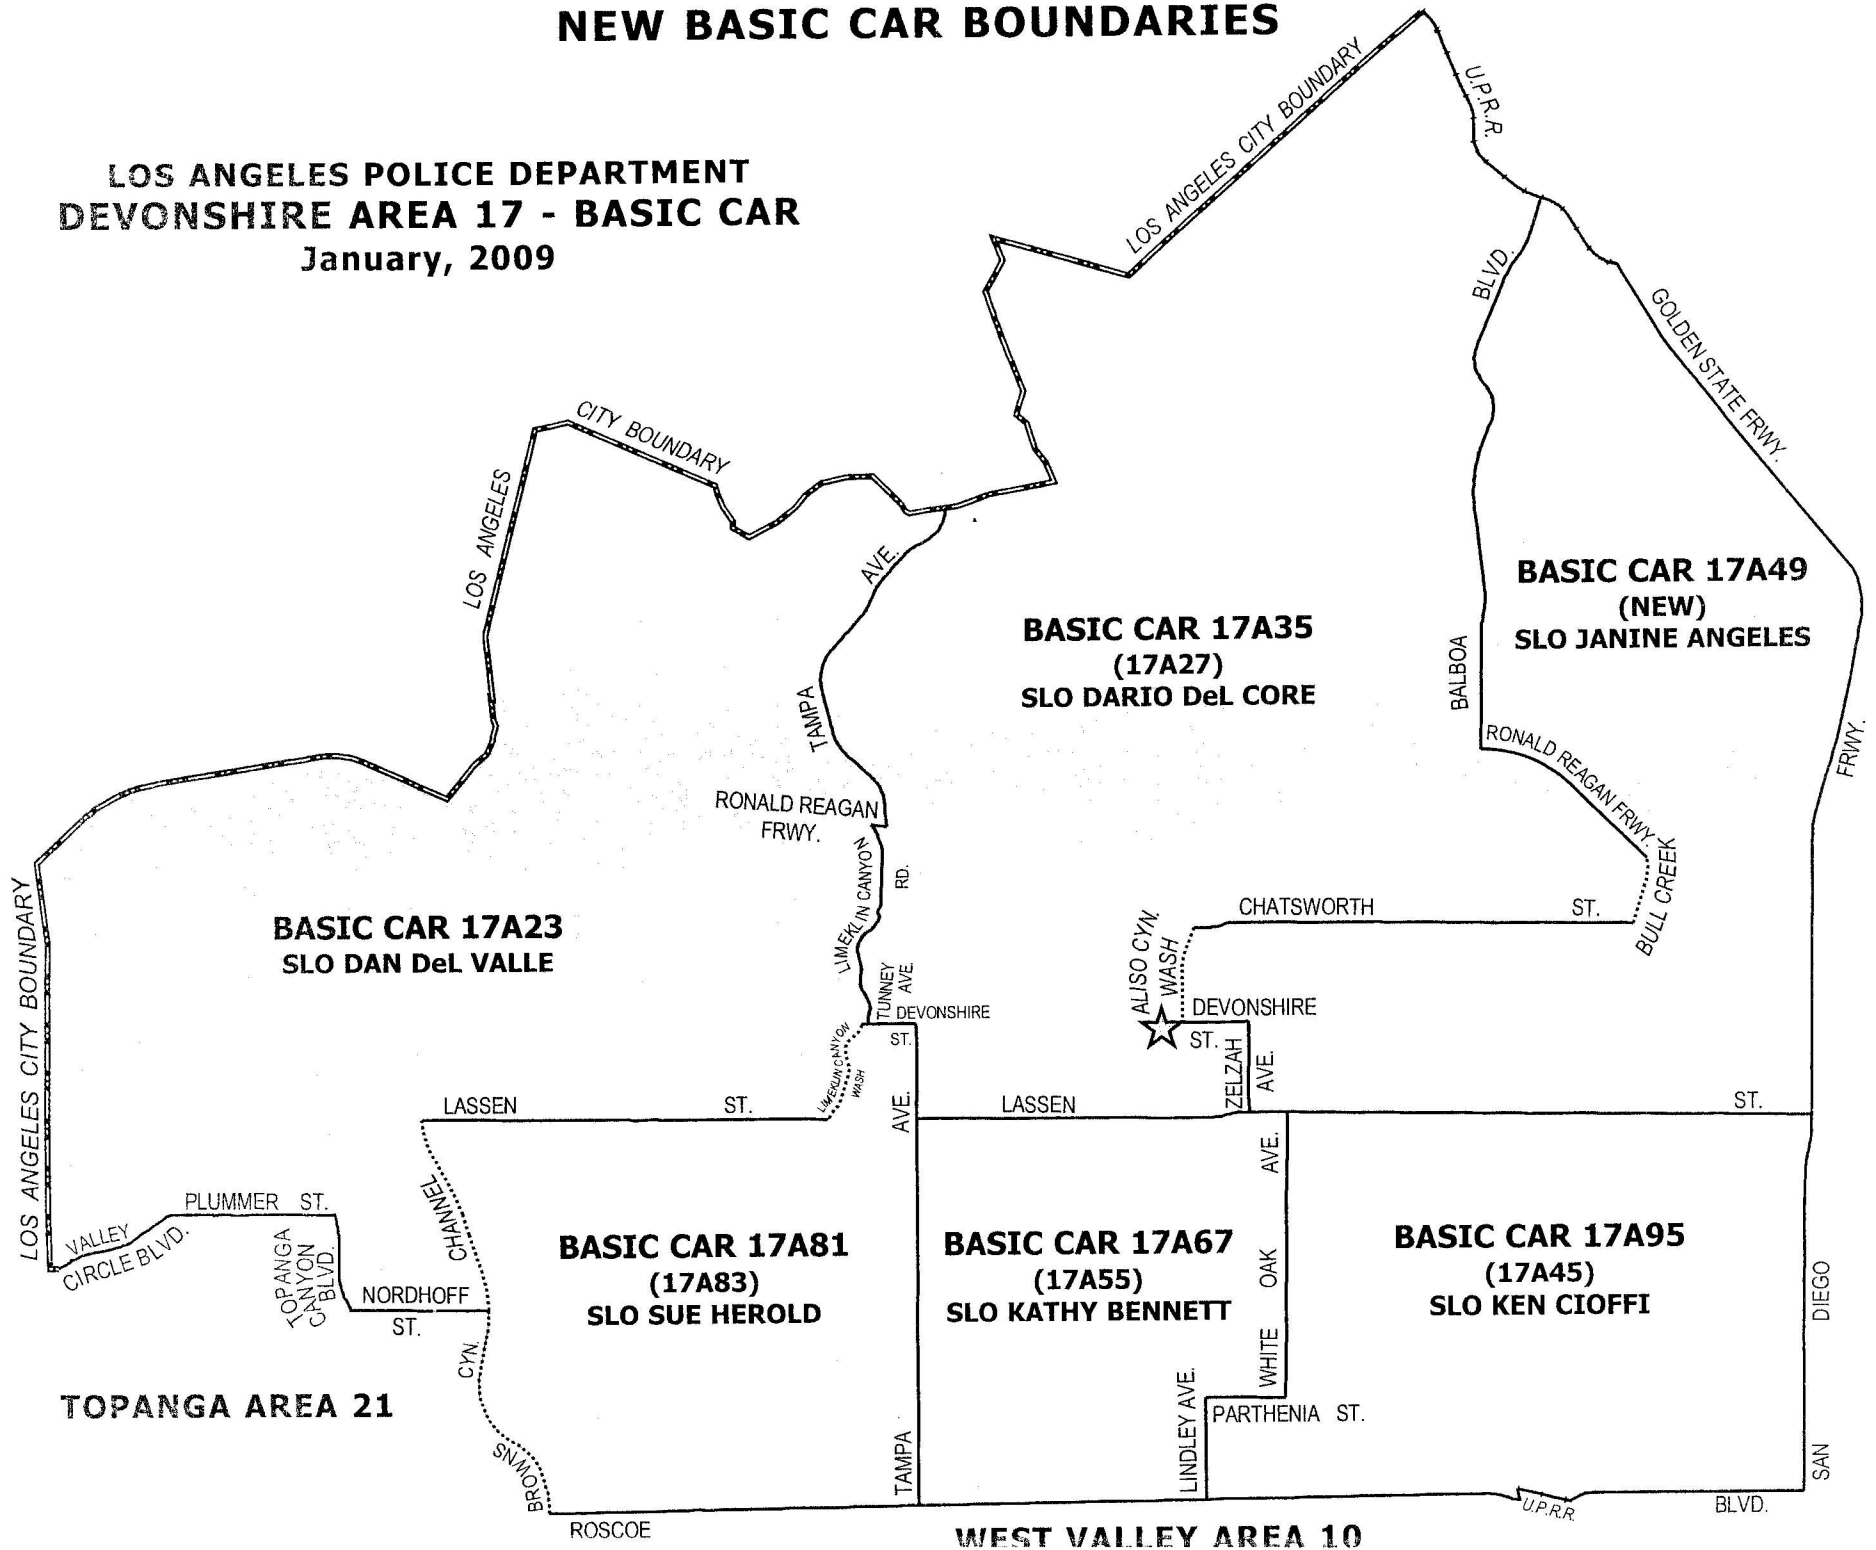 NEW BASIC CAR BOUNDARIES
LOS ANGELES POLICE DEPARTMENT
DEVONSHIRE AREA 17 - BASIC CAR
January, 2009
LOS ANGELES CITY BOUNDARY
U.P.R.R.
BLVD.
GOLDEN STATE FRWY.
CITY BOUNDARY
LOS ANGELES
AVE.
TAMPA
BASIC CAR 17A49
(NEW)
SLO JANINE ANGELES
BASIC CAR 17A35
(17A27)
SLO DARIO DeL CORE
BALBOA
RONALD REAGAN FRWY.
FRWY.
RONALD REAGAN
FRWY.
LIMEKLIN CANYON
RD.
BULL CREEK
CHATSWORTH
ST.
LOS ANGELES CITY BOUNDARY
BASIC CAR 17A23
SLO DAN DeL VALLE
ALISO CYN.
WASH
TUNNEY
AVE.
DEVONSHIRE
ST.
DEVONSHIRE
ST.
ZELZAH
AVE.
LIMEKLIN CANYON
WASH
LASSEN
ST.
AVE.
LASSEN
ST.
AVE.
PLUMMER ST.
VALLEY
CIRCLE BLVD.
TOPANGA
CANYON
BLVD.
CHANNEL
NORDHOFF
ST.
CYN.
BROWNS
BASIC CAR 17A81
(17A83)
SLO SUE HEROLD
BASIC CAR 17A67
(17A55)
SLO KATHY BENNETT
OAK
WHITE
BASIC CAR 17A95
(17A45)
SLO KEN CIOFFI
DIEGO
SAN
TOPANGA AREA 21
LINDLEY AVE.
PARTHENIA ST.
TAMPA
ROSCOE
U.P.R.R.
BLVD.
WEST VALLEY AREA 10